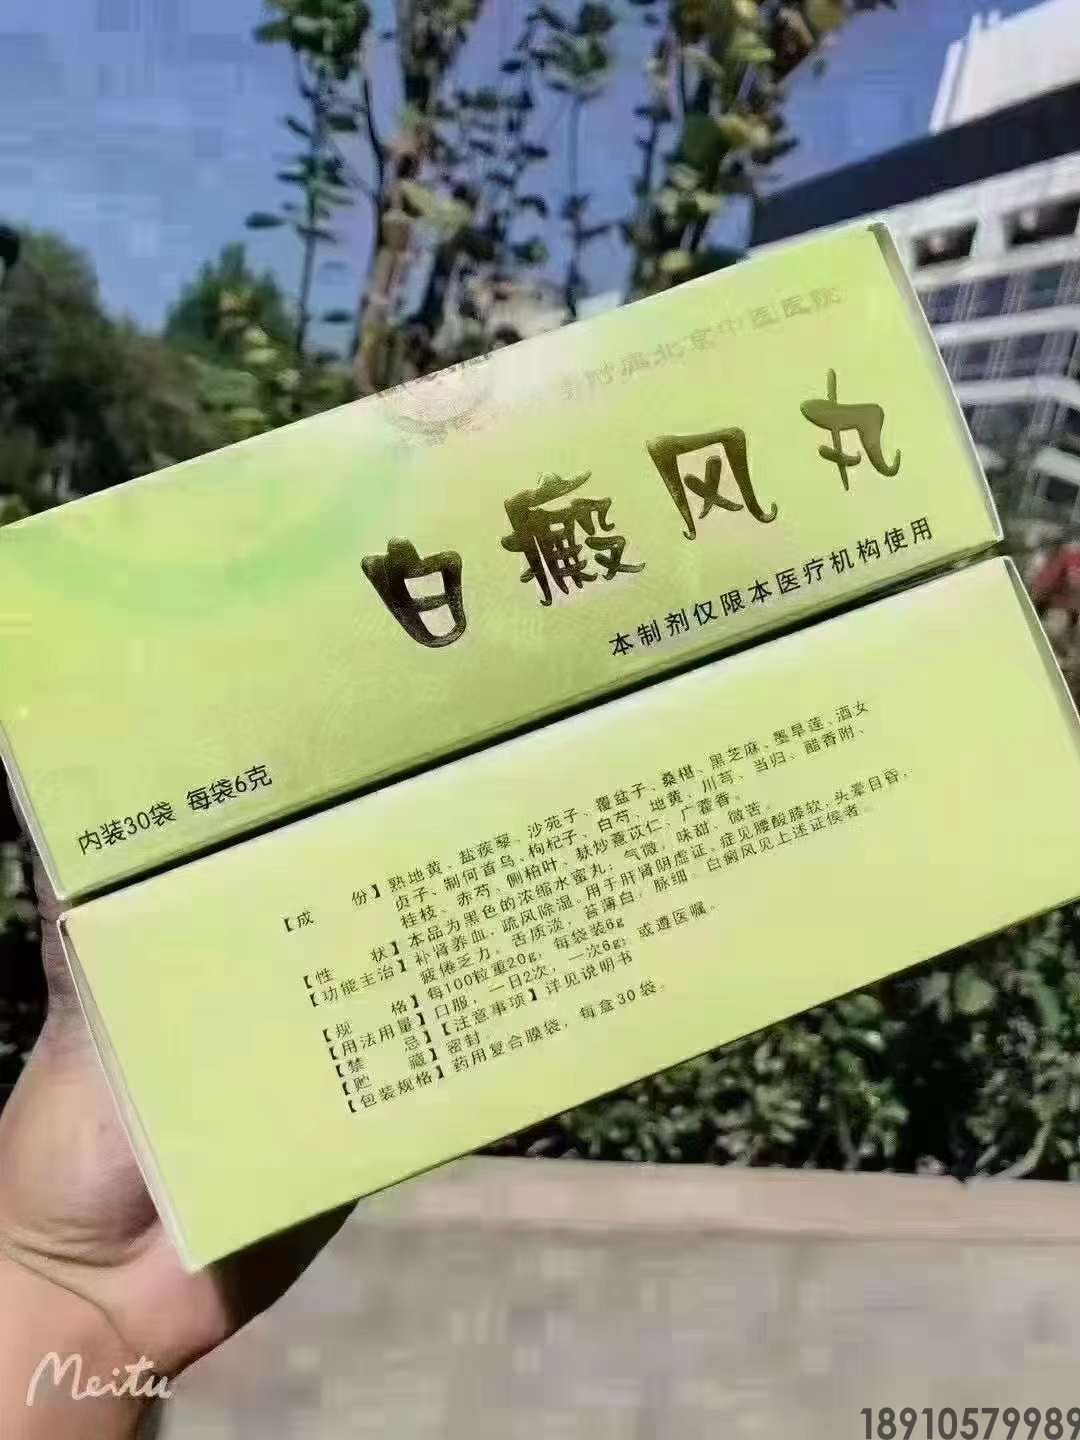 附属北京中医医院
白癜风丸
本制剂仅限本医疗机构使用
内装30袋 每袋6克
【成 份】熟地黄、盐蒺藜、沙苑子、覆盆子、桑椹、黑芝麻、墨旱莲、酒女
贞子、制何首乌、枸杞子、白芍、地黄、川芎、当归、醋香附、
桂枝、赤芍、侧柏叶、麸炒薏苡仁、广藿香。
【性 状】本品为黑色的浓缩水蜜丸；气微，味甜、微苦。
【功能主治】补肾养血，疏风除湿。用于肝肾阴虚证。症见腰酸膝软，头晕目昏，
疲倦乏力。舌质淡，苔薄白，脉细。白癜风见上述证侯者。
【规 格】每100粒重20g，每袋装6g
【用法用量】口服，一日2次，一次6g；或遵医嘱。
【禁 忌】【注意事项】详见说明书
【贮 藏】密封．
【包装规格】药用复合膜袋，每盒30袋。
Meitu
18910579989